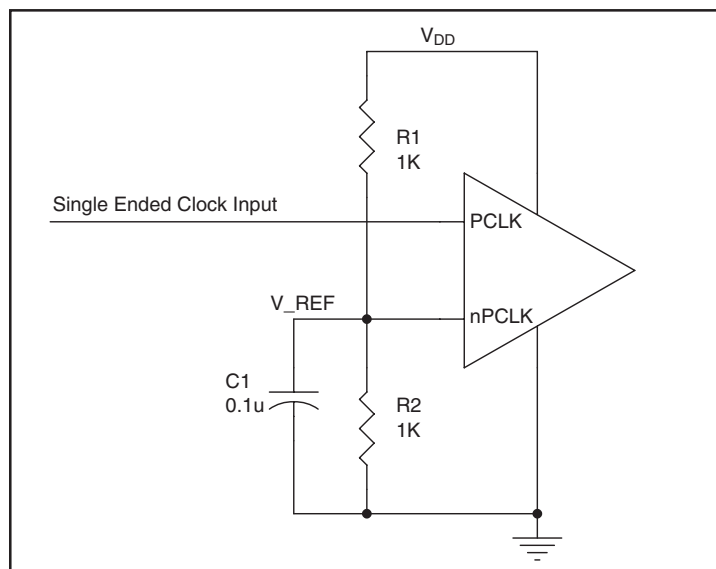 VDD
R1
1K
Single Ended Clock Input
PCLK
V_REF
nPCLK
C1
0.1u
R2
1K